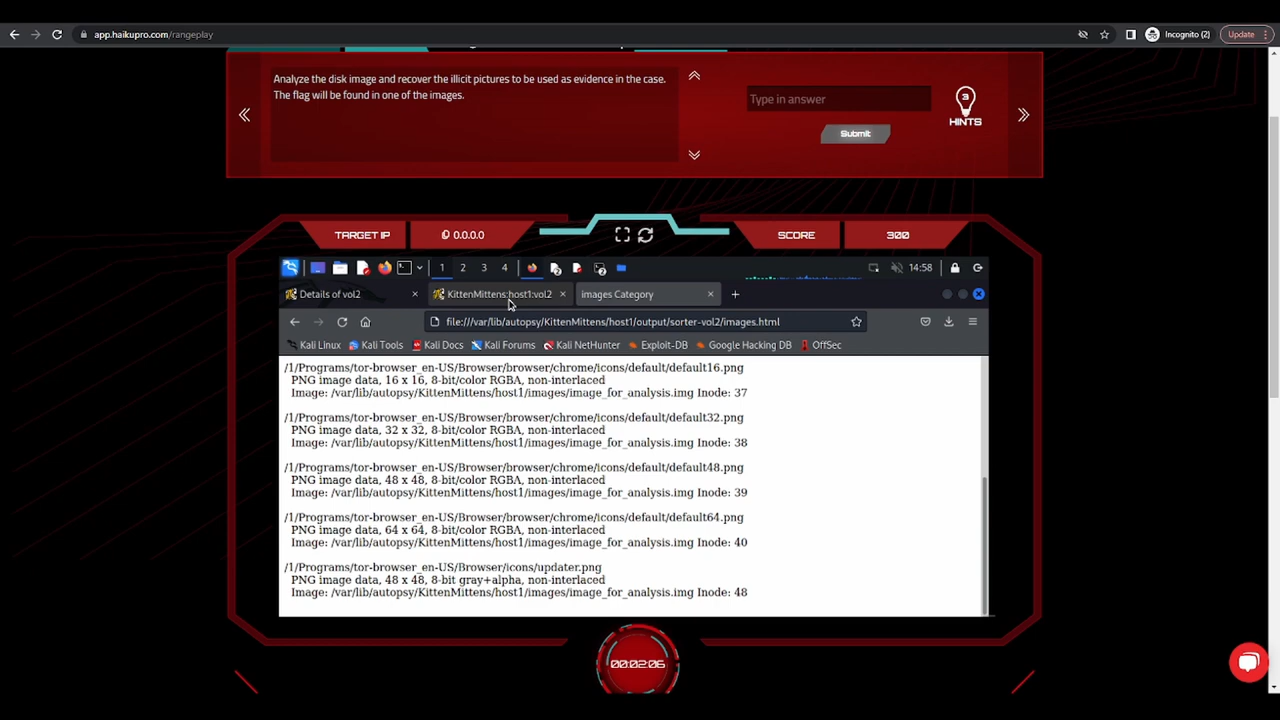 app.haikupro.com/rangeplay
Incognito (2)
Update
Analyze the disk image and recover the illicit pictures to be used as evidence in the case.
The flag will be found in one of the images.
Type in answer
Submit
3
HINTS
TARGET IP
0.0.0.0
SCORE
300
1 2 3 4
14:58
Details of vol2
KittenMittens:host1:vol2
images Category
file:///var/lib/autopsy/KittenMittens/host1/output/sorter-vol2/images.html
Kali Linux
Kali Tools
Kali Docs
Kali Forums
Kali NetHunter
Exploit-DB
Google Hacking DB
OffSec
/1/Programs/tor-browser_en-US/Browser/browser/chrome/icons/default/default16.png
PNG image data, 16 x 16, 8-bit/color RGBA, non-interlaced
Image: /var/lib/autopsy/KittenMittens/host1/images/image_for_analysis.img Inode: 37
/1/Programs/tor-browser_en-US/Browser/browser/chrome/icons/default/default32.png
PNG image data, 32 x 32, 8-bit/color RGBA, non-interlaced
Image: /var/lib/autopsy/KittenMittens/host1/images/image_for_analysis.img Inode: 38
/1/Programs/tor-browser_en-US/Browser/browser/chrome/icons/default/default48.png
PNG image data, 48 x 48, 8-bit/color RGBA, non-interlaced
Image: /var/lib/autopsy/KittenMittens/host1/images/image_for_analysis.img Inode: 39
/1/Programs/tor-browser_en-US/Browser/browser/chrome/icons/default/default64.png
PNG image data, 64 x 64, 8-bit/color RGBA, non-interlaced
Image: /var/lib/autopsy/KittenMittens/host1/images/image_for_analysis.img Inode: 40
/1/Programs/tor-browser_en-US/Browser/icons/updater.png
PNG image data, 48 x 48, 8-bit gray+alpha, non-interlaced
Image: /var/lib/autopsy/KittenMittens/host1/images/image_for_analysis.img Inode: 48
00:02:06